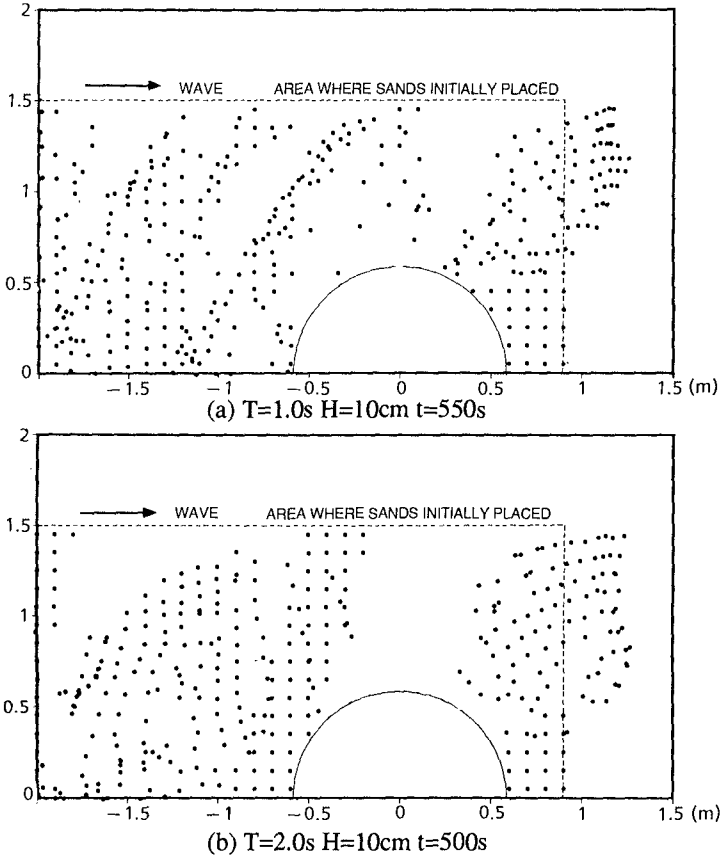 2
WAVE AREA WHERE SANDS INITIALLY PLACED
1.5
1
0.5
0
−1.5 −1 −0.5 0 0.5 1 1.5 (m)
(a) T=1.0s H=10cm t=550s
2
WAVE AREA WHERE SANDS INITIALLY PLACED
1.5
1
0.5
0
−1.5 −1 −0.5 0 0.5 1 1.5 (m)
(b) T=2.0s H=10cm t=500s